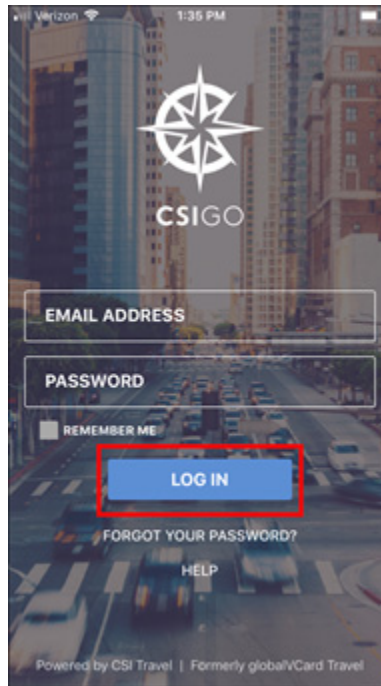 Verizon 1:35 PM
CSIGO
EMAIL ADDRESS
PASSWORD
REMEMBER ME
LOG IN
FORGOT YOUR PASSWORD?
HELP
Powered by CSI Travel | Formerly globalVCard Travel